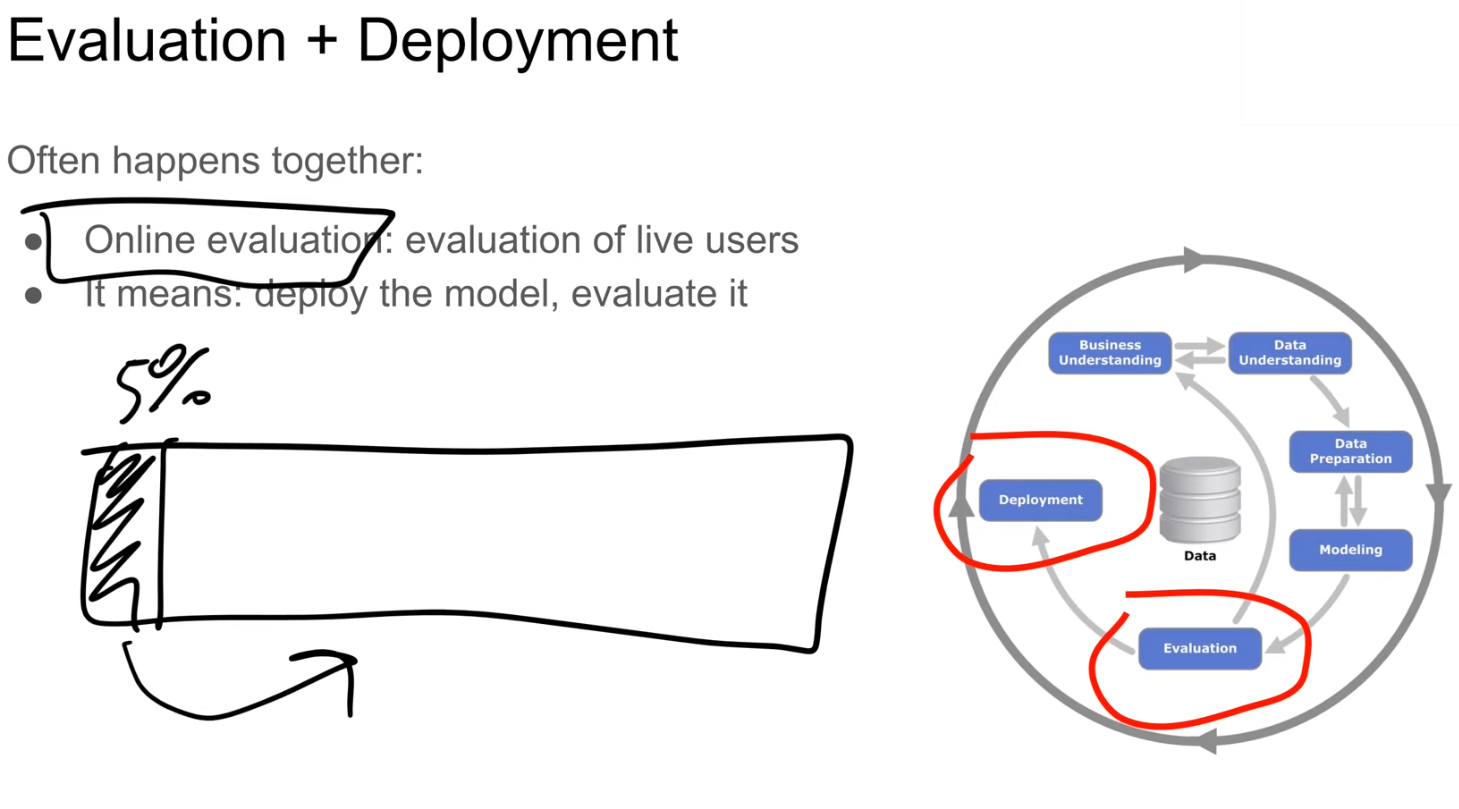 Evaluation + Deployment
Often happens together:
● Online evaluation: evaluation of live users
● It means: deploy the model, evaluate it
5%
Business
Understanding
Data
Understanding
Data
Preparation
Deployment
Data
Modeling
Evaluation